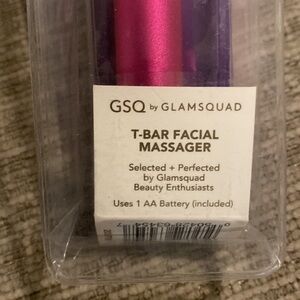 GSQ by GLAMSQUAD
T-BAR FACIAL
MASSAGER
Selected + Perfected
by Glamsquad
Beauty Enthusiasts
Uses 1 AA Battery (included)